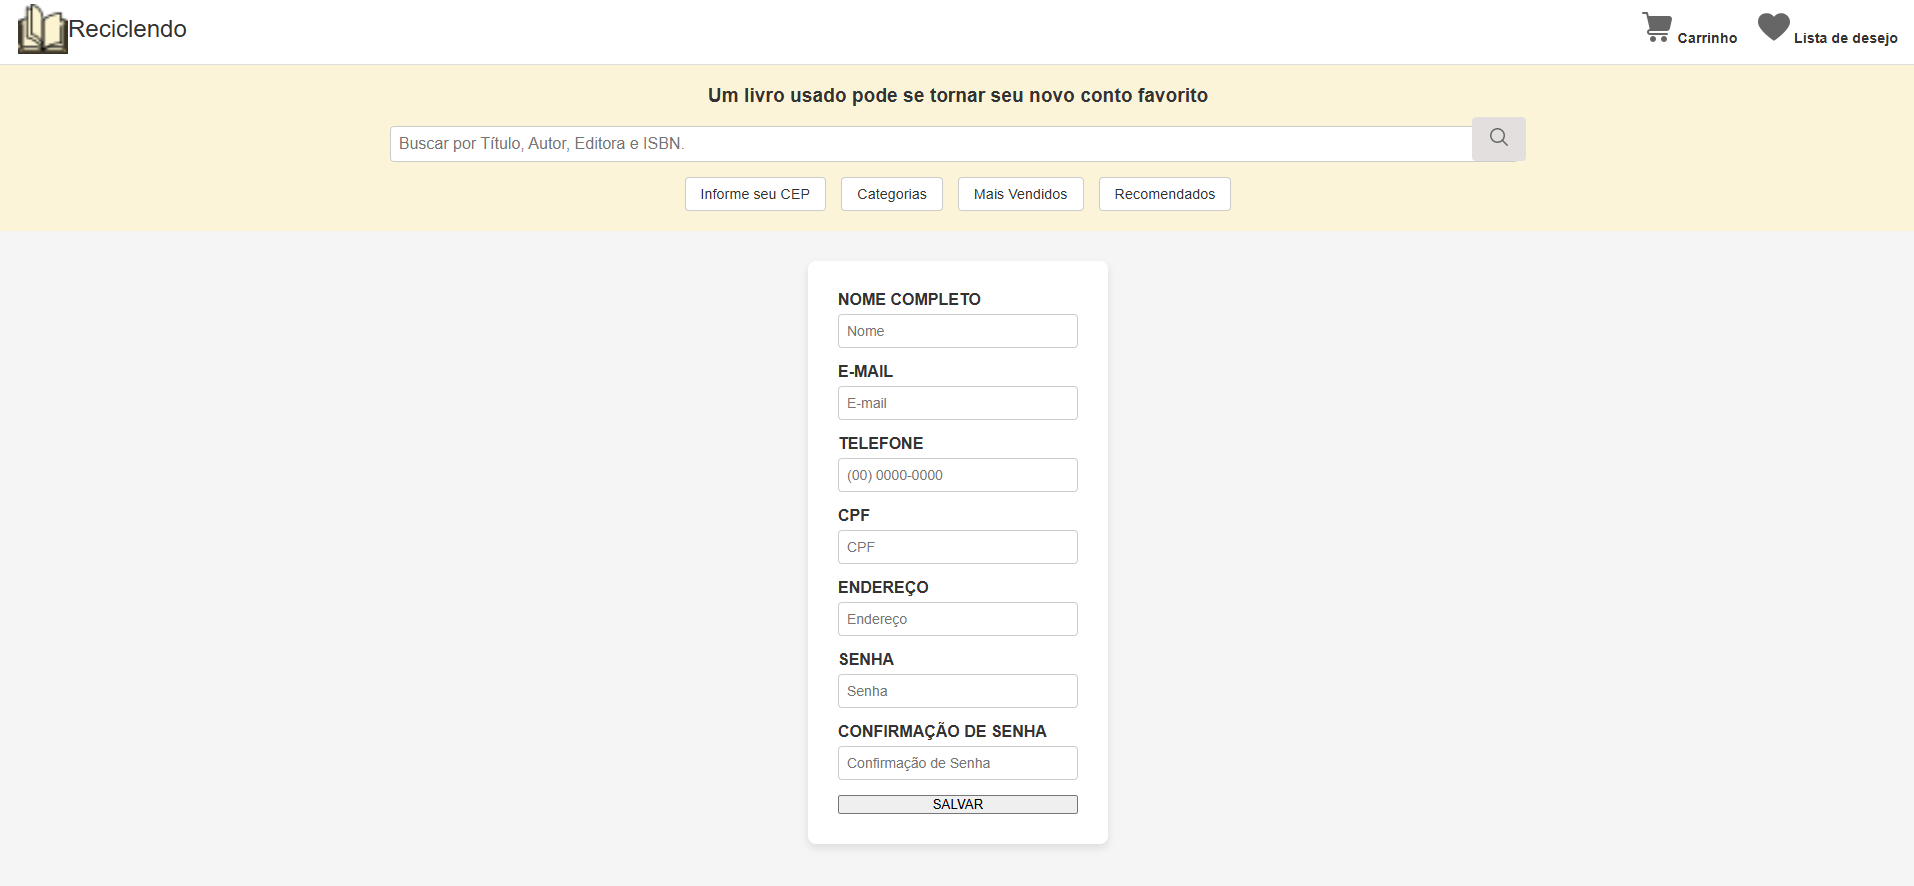 Reciclendo
Carrinho
Lista de desejo
Um livro usado pode se tornar seu novo conto favorito
Buscar por Título, Autor, Editora e ISBN.
Informe seu CEP
Categorias
Mais Vendidos
Recomendados
NOME COMPLETO
Nome
E-MAIL
E-mail
TELEFONE
(00) 0000-0000
CPF
CPF
ENDEREÇO
Endereço
SENHA
Senha
CONFIRMAÇÃO DE SENHA
Confirmação de Senha
SALVAR